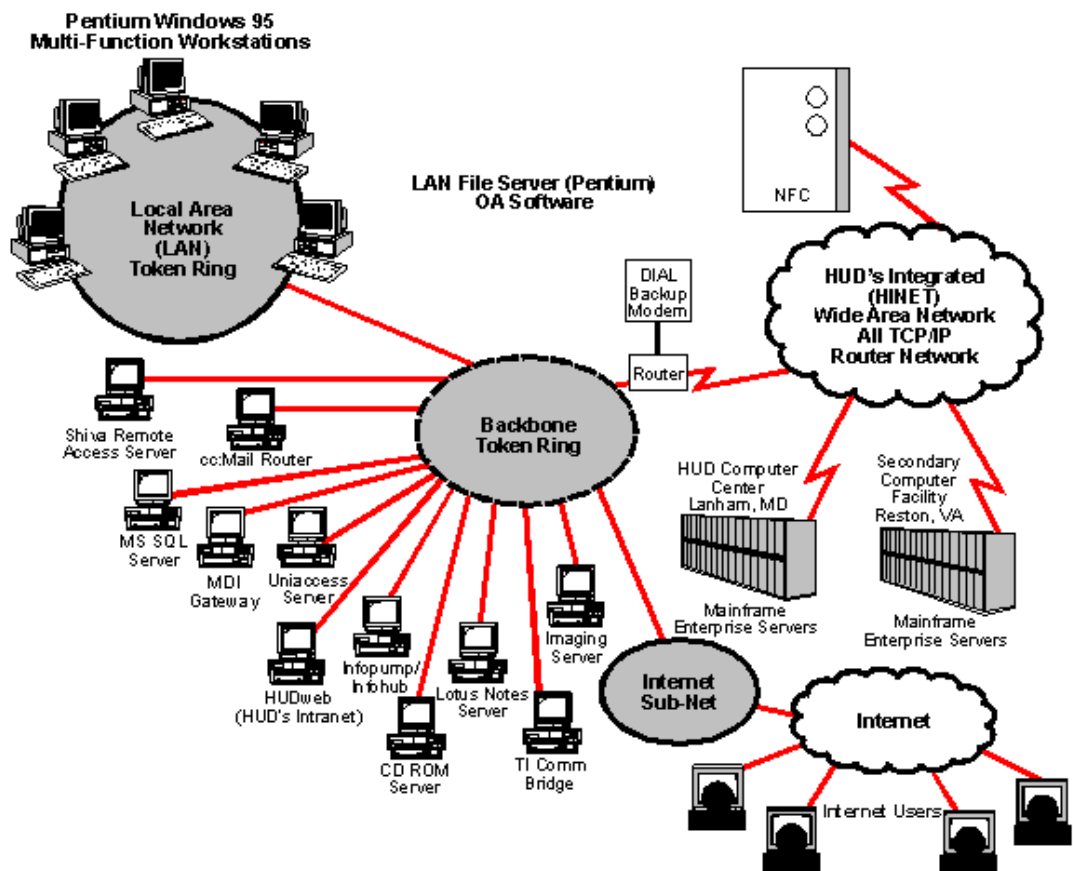 Pentium Windows 95
Multi-Function Workstations
Local Area
Network
(LAN)
Token Ring
LAN File Server (Pentium)
OA Software
NFC
HUD's Integrated
(HINET)
Wide Area Network
All TCP/IP
Router Network
DIAL
Backup
Modem
Router
Backbone
Token Ring
Shiva Remote
Access Server
cc:Mail Router
MS SQL
Server
MDI
Gateway
Uniaccess
Server
HUDweb
(HUD's Intranet)
Infopump/
Infohub
CD ROM
Server
Lotus Notes
Server
TI Comm
Bridge
Imaging
Server
HUD Computer
Center
Lanham, MD
Mainframe
Enterprise Servers
Secondary
Computer
Facility
Reston, VA
Mainframe
Enterprise Servers
Internet
Sub-Net
Internet
Internet Users